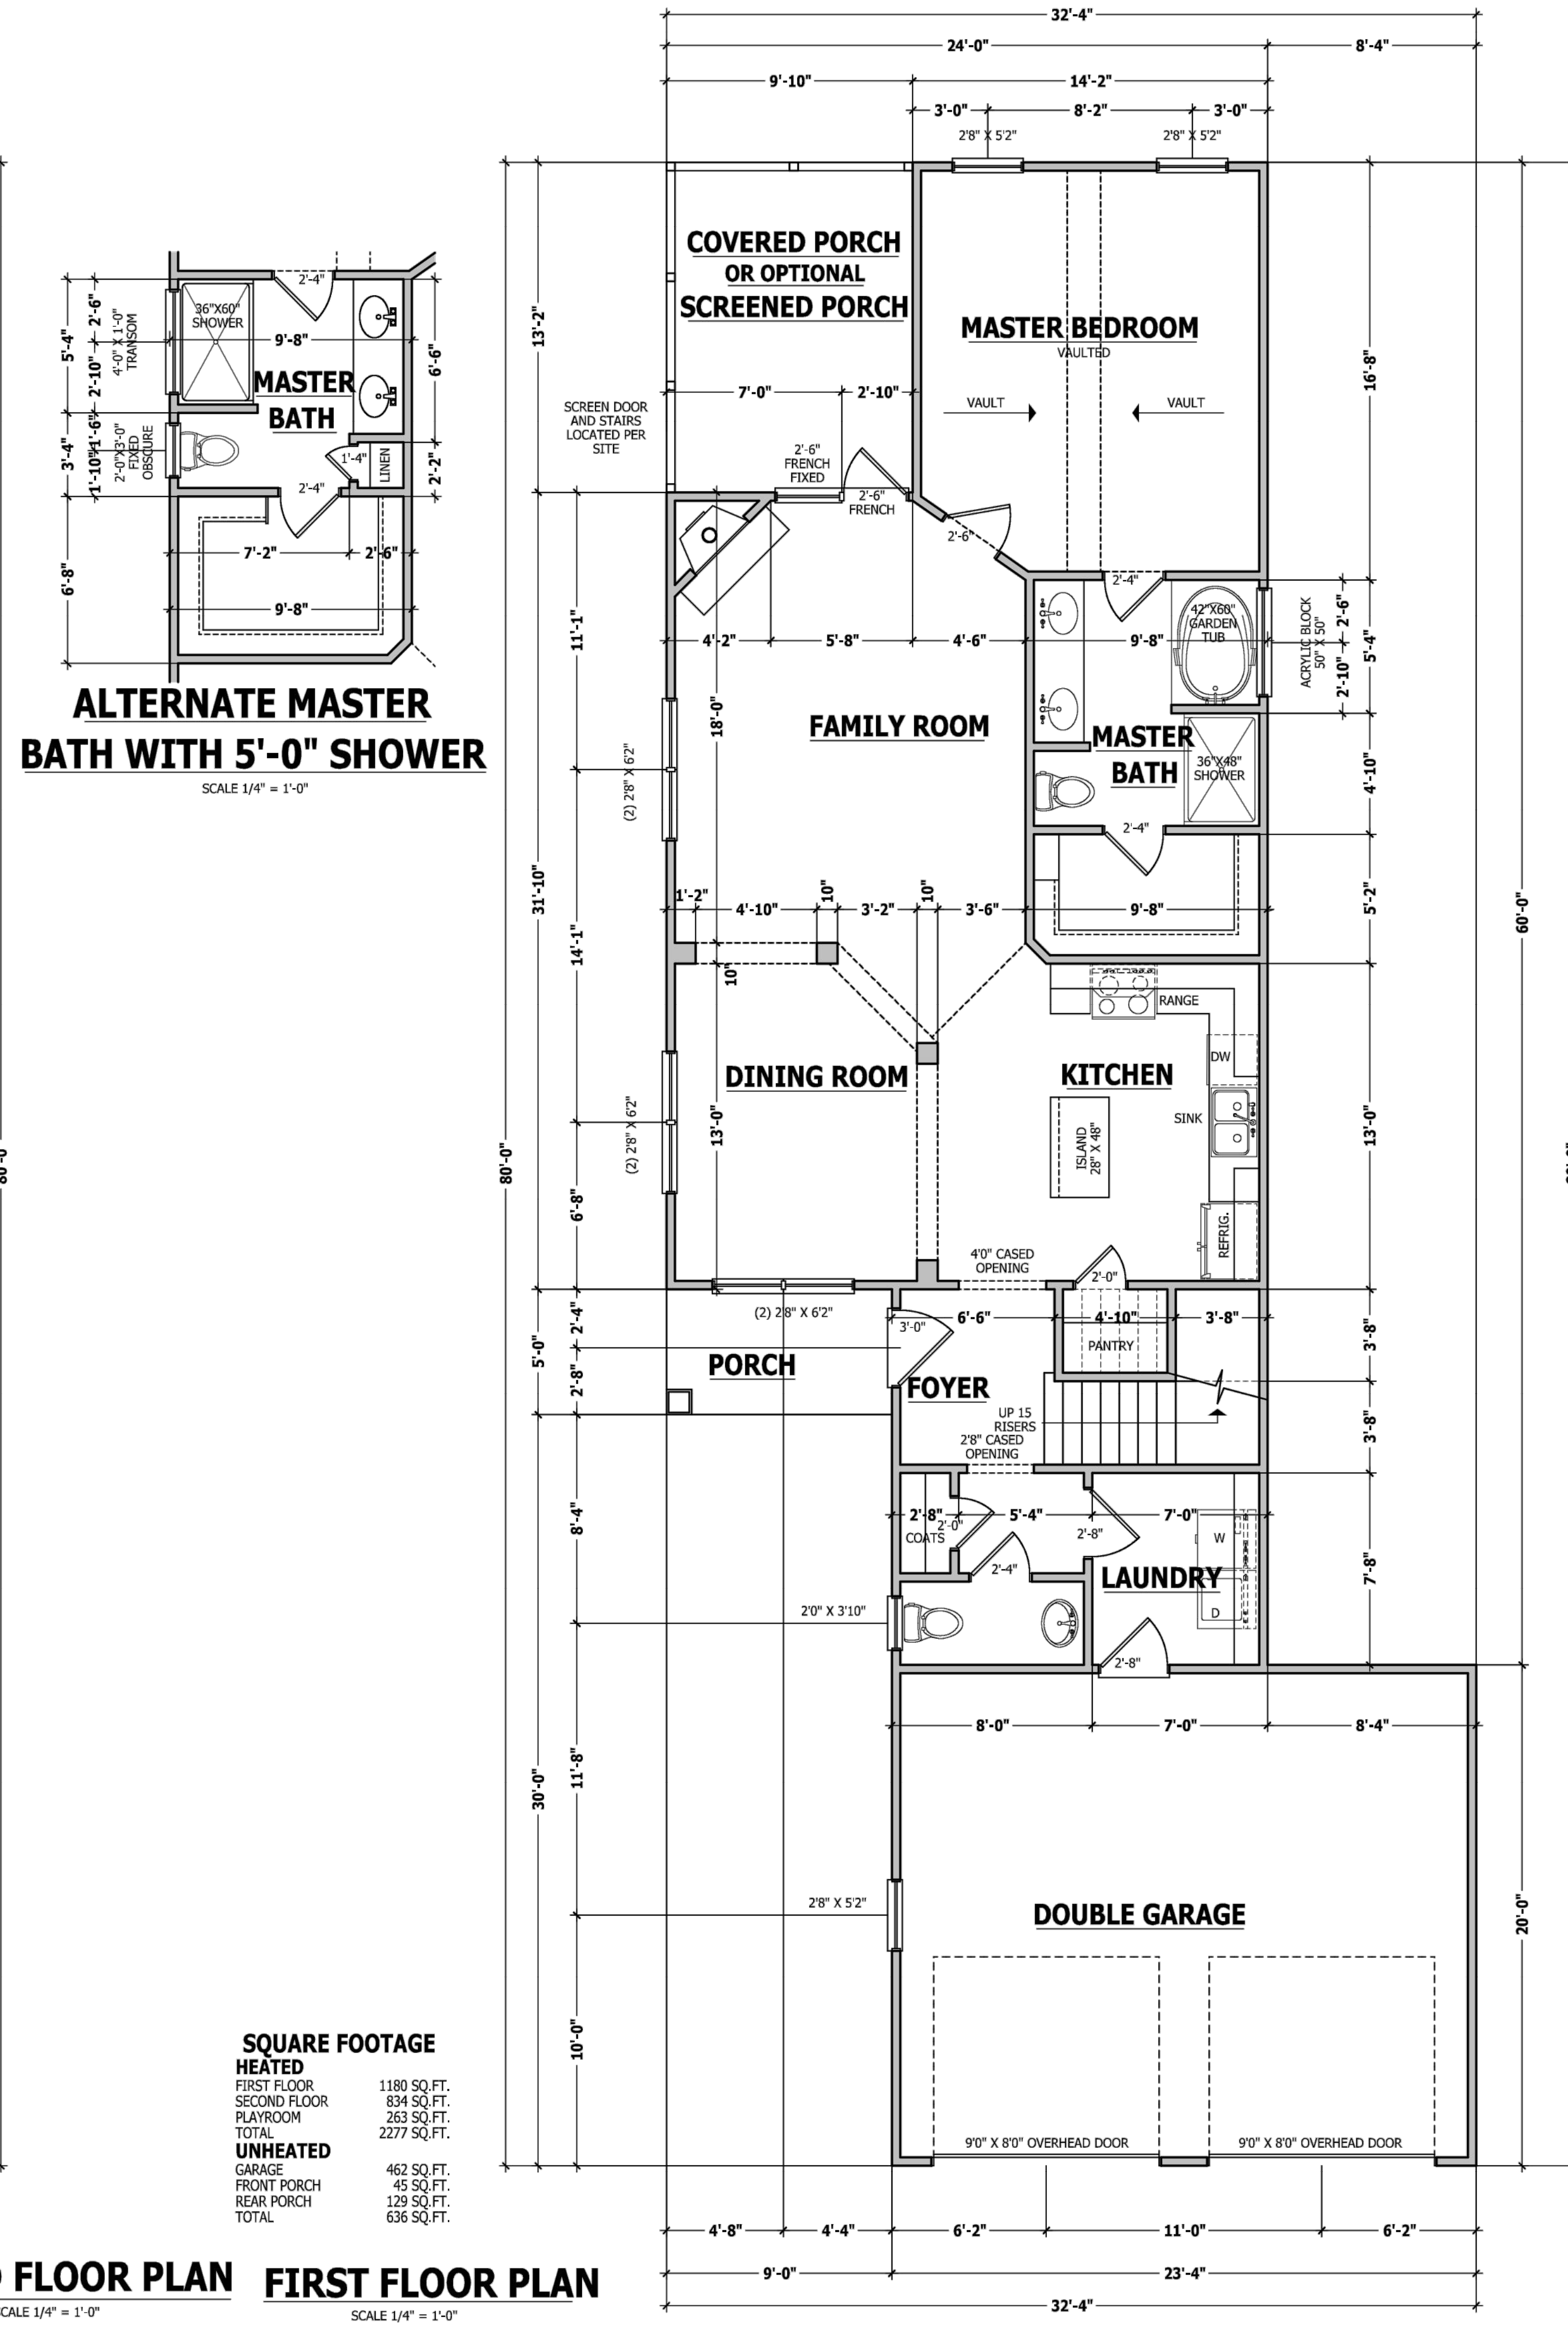 32'-4"
24'-0"
8'-4"
9'-10"
14'-2"
3'-0"
8'-2"
3'-0"
2'8" X 5'2"
2'8" X 5'2"
COVERED PORCH
OR OPTIONAL
SCREENED PORCH
MASTER BEDROOM
VAULTED
VAULT
VAULT
13'-2"
16'-8"
7'-0"
2'-10"
SCREEN DOOR
AND STAIRS
LOCATED PER
SITE
2'-6"
FRENCH
FIXED
2'-6"
FRENCH
2'-6"
2'-4"
36"X60"
SHOWER
9'-8"
MASTER
BATH
2'-6"
5'-4"
2'-10"
4'-0" X 1'-0"
TRANSOM
6'-6"
1'-6"
3'-4"
1'-10"
2'-0"X3'-0"
FIXED
OBSCURE
1'-4"
LINEN
2'-2"
2'-4"
7'-2"
2'-6"
6'-8"
9'-8"
ALTERNATE MASTER
BATH WITH 5'-0" SHOWER
SCALE 1/4" = 1'-0"
2'-4"
42"X60"
GARDEN
TUB
ACRYLIC BLOCK
50" X 50"
2'-6"
5'-4"
2'-10"
11'-1"
4'-2"
5'-8"
4'-6"
9'-8"
18'-0"
FAMILY ROOM
(2) 2'8" X 6'2"
MASTER
BATH
36"X48"
SHOWER
4'-10"
2'-4"
31'-10"
1'-2"
4'-10"
10"
3'-2"
10"
3'-6"
9'-8"
5'-2"
60'-0"
14'-1"
10"
RANGE
DW
DINING ROOM
KITCHEN
SINK
ISLAND
28" X 48"
13'-0"
13'-0"
(2) 2'8" X 6'2"
80'-0"
80'-0"
6'-8"
REFRIG.
4'0" CASED
OPENING
2'-0"
(2) 2'8" X 6'2"
2'-4"
5'-0"
2'-8"
3'-0"
6'-6"
4'-10"
3'-8"
3'-8"
PANTRY
PORCH
FOYER
UP 15
RISERS
2'8" CASED
OPENING
3'-8"
8'-4"
2'-8"
2'-0"
COATS
5'-4"
7'-0"
2'-8"
W
2'-4"
LAUNDRY
7'-8"
D
2'0" X 3'10"
2'-8"
8'-0"
7'-0"
8'-4"
11'-8"
30'-0"
2'8" X 5'2"
DOUBLE GARAGE
20'-0"
10'-0"
9'0" X 8'0" OVERHEAD DOOR
9'0" X 8'0" OVERHEAD DOOR
SQUARE FOOTAGE
HEATED
FIRST FLOOR 1180 SQ.FT.
SECOND FLOOR 834 SQ.FT.
PLAYROOM 263 SQ.FT.
TOTAL 2277 SQ.FT.
UNHEATED
GARAGE 462 SQ.FT.
FRONT PORCH 45 SQ.FT.
REAR PORCH 129 SQ.FT.
TOTAL 636 SQ.FT.
4'-8"
4'-4"
6'-2"
11'-0"
6'-2"
9'-0"
23'-4"
32'-4"
FLOOR PLAN
CALE 1/4" = 1'-0"
FIRST FLOOR PLAN
SCALE 1/4" = 1'-0"